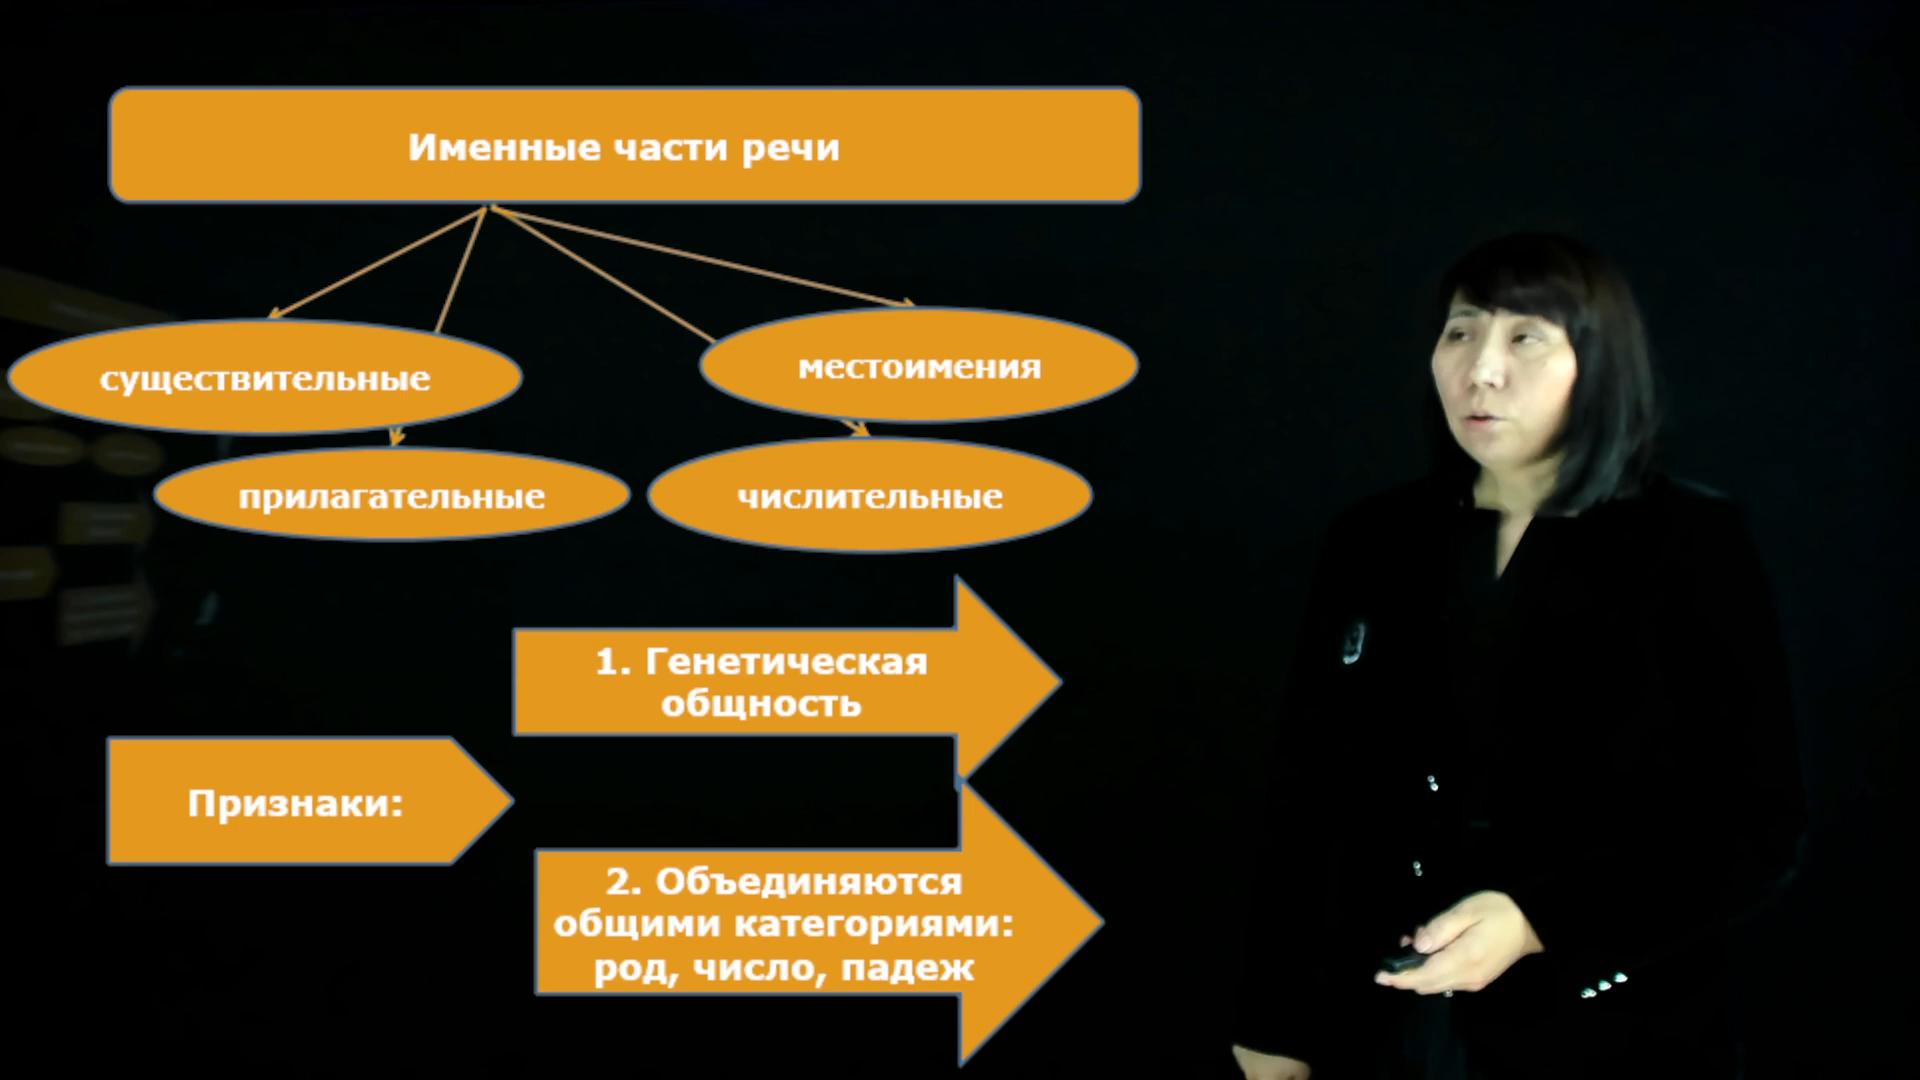 Именные части речи
существительные
местоимения
прилагательные
числительные
1. Генетическая
общность
Признаки:
2. Объединяются
общими категориями:
род, число, падеж